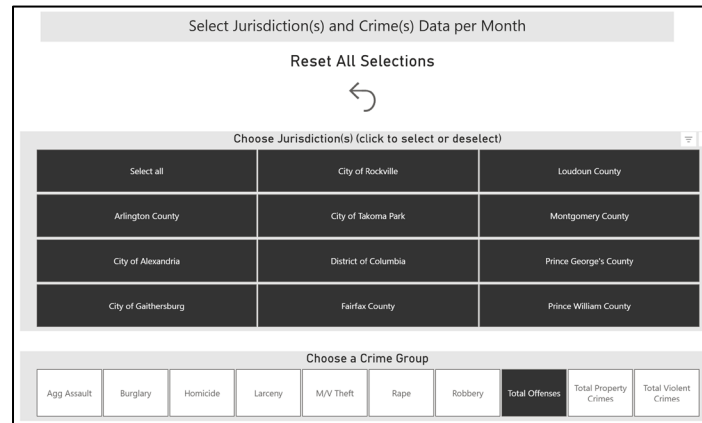 Select Jurisdiction(s) and Crime(s) Data per Month
Reset All Selections
Choose Jurisdiction(s) (click to select or deselect)
Select all
City of Rockville
Loudoun County
Arlington County
City of Takoma Park
Montgomery County
City of Alexandria
District of Columbia
Prince George's County
City of Gaithersburg
Fairfax County
Prince William County
Choose a Crime Group
Agg Assault
Burglary
Homicide
Larceny
M/V Theft
Rape
Robbery
Total Offenses
Total Property
Crimes
Total Violent
Crimes